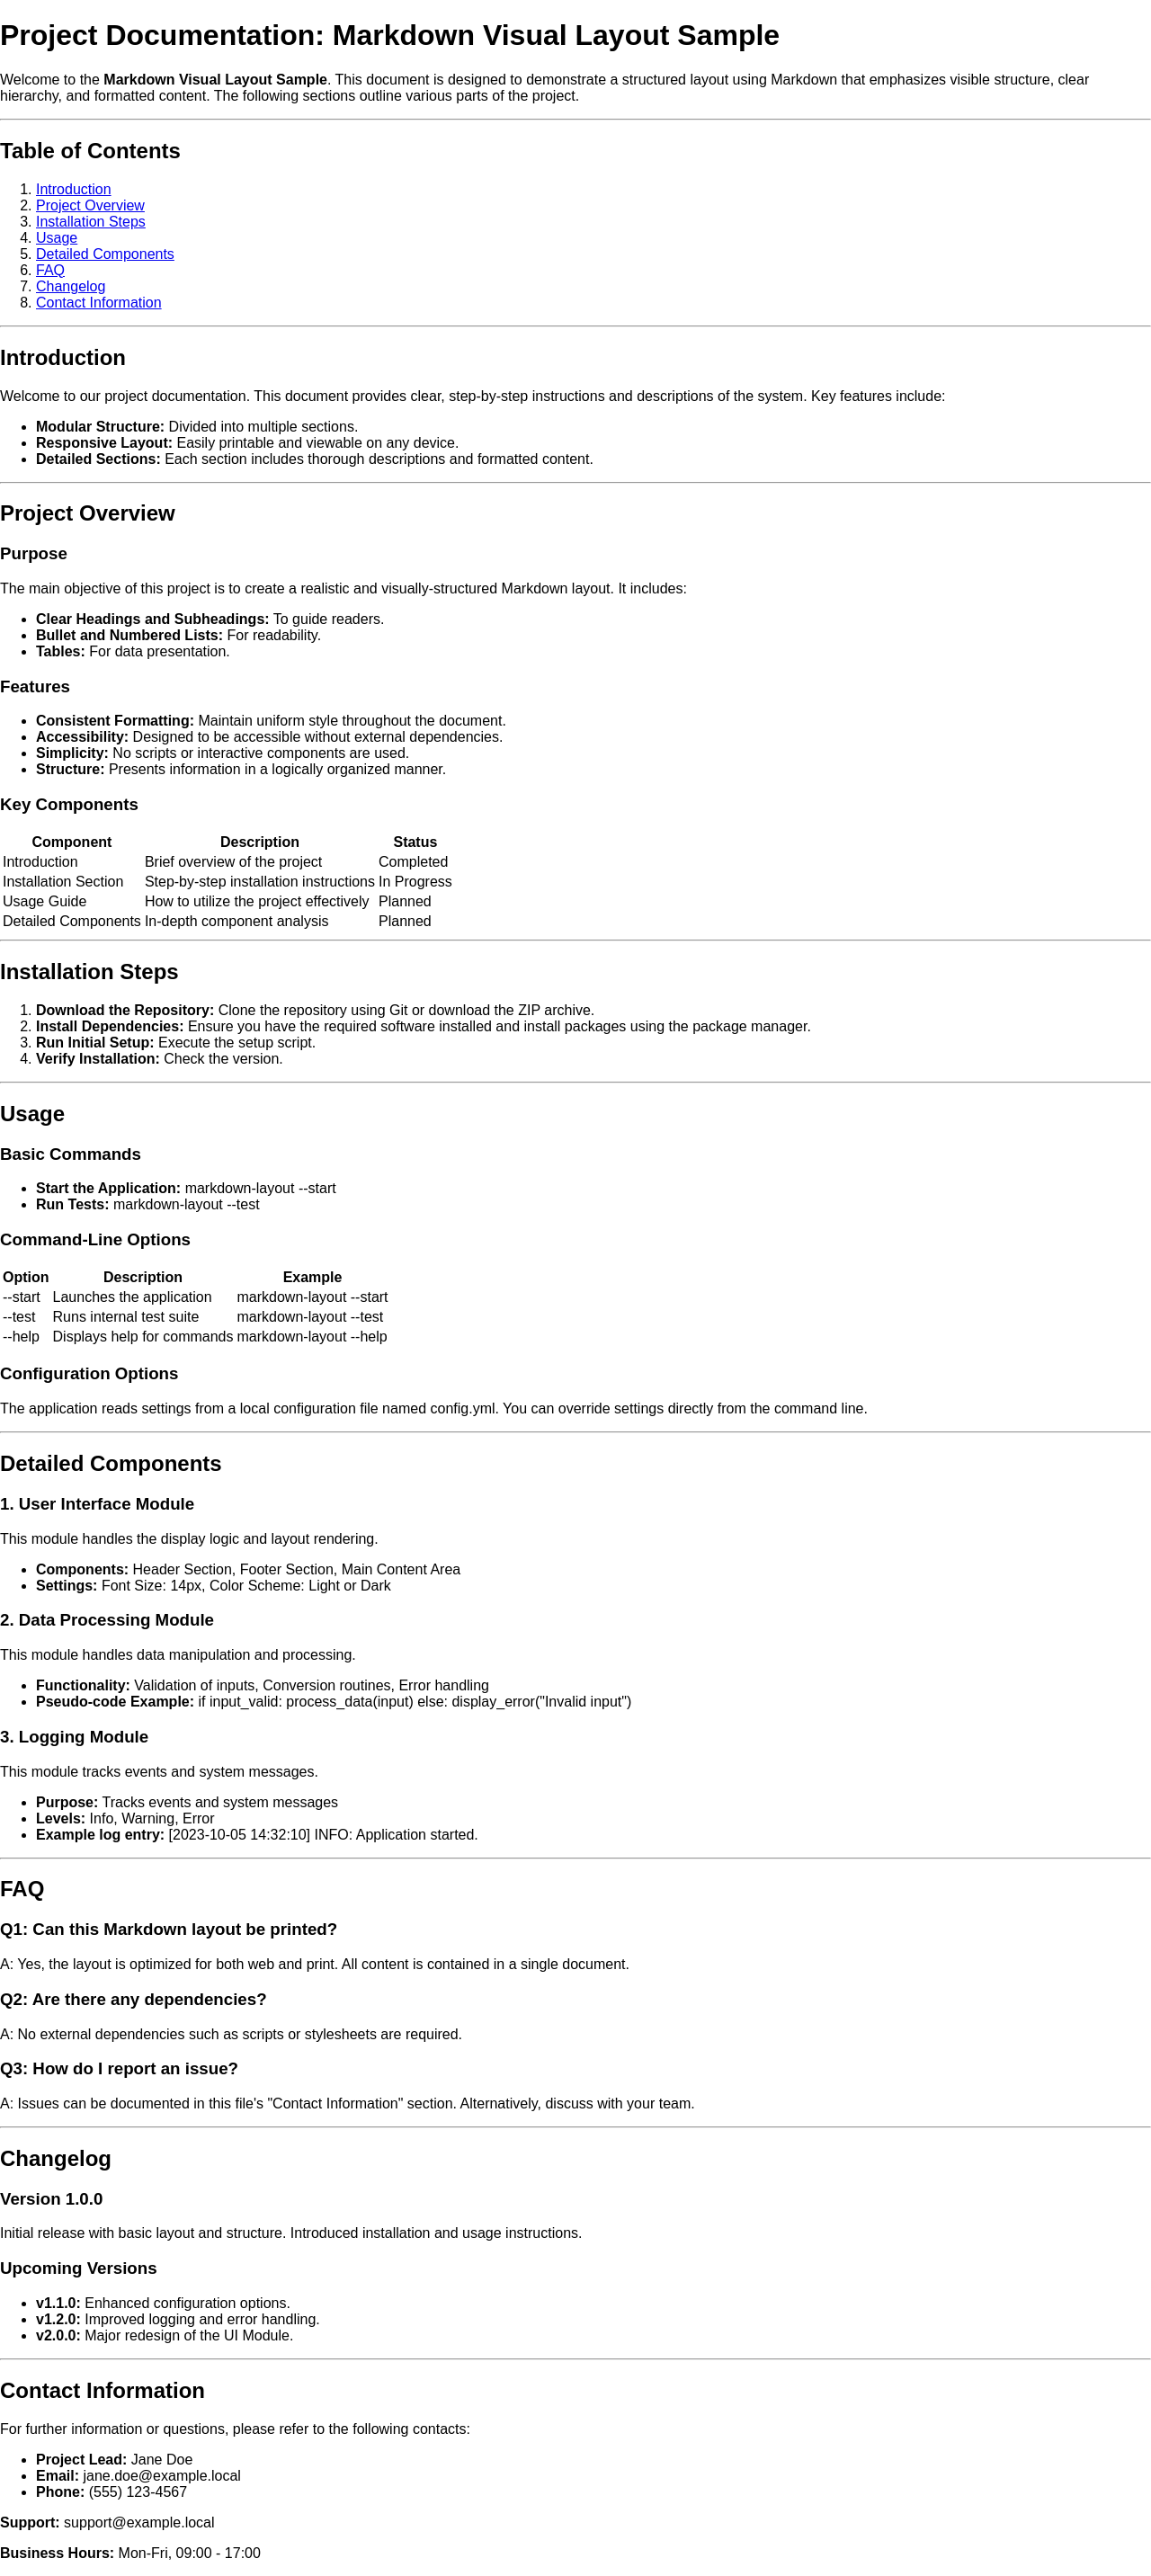 Project Documentation: Markdown Visual Layout Sample
Welcome to the Markdown Visual Layout Sample. This document is designed to demonstrate a structured layout using Markdown that emphasizes visible structure, clear
hierarchy, and formatted content. The following sections outline various parts of the project.
Table of Contents
1. Introduction
2. Project Overview
3. Installation Steps
4. Usage
5. Detailed Components
6. FAQ
7. Changelog
8. Contact Information
Introduction
Welcome to our project documentation. This document provides clear, step-by-step instructions and descriptions of the system. Key features include:
• Modular Structure: Divided into multiple sections.
• Responsive Layout: Easily printable and viewable on any device.
• Detailed Sections: Each section includes thorough descriptions and formatted content.
Project Overview
Purpose
The main objective of this project is to create a realistic and visually-structured Markdown layout. It includes:
• Clear Headings and Subheadings: To guide readers.
• Bullet and Numbered Lists: For readability.
• Tables: For data presentation.
Features
• Consistent Formatting: Maintain uniform style throughout the document.
• Accessibility: Designed to be accessible without external dependencies.
• Simplicity: No scripts or interactive components are used.
• Structure: Presents information in a logically organized manner.
Key Components
Component Description Status
Introduction Brief overview of the project Completed
Installation Section Step-by-step installation instructions In Progress
Usage Guide How to utilize the project effectively Planned
Detailed Components In-depth component analysis Planned
Installation Steps
1. Download the Repository: Clone the repository using Git or download the ZIP archive.
2. Install Dependencies: Ensure you have the required software installed and install packages using the package manager.
3. Run Initial Setup: Execute the setup script.
4. Verify Installation: Check the version.
Usage
Basic Commands
• Start the Application: markdown-layout --start
• Run Tests: markdown-layout --test
Command-Line Options
Option Description Example
--start Launches the application markdown-layout --start
--test Runs internal test suite markdown-layout --test
--help Displays help for commands markdown-layout --help
Configuration Options
The application reads settings from a local configuration file named config.yml. You can override settings directly from the command line.
Detailed Components
1. User Interface Module
This module handles the display logic and layout rendering.
• Components: Header Section, Footer Section, Main Content Area
• Settings: Font Size: 14px, Color Scheme: Light or Dark
2. Data Processing Module
This module handles data manipulation and processing.
• Functionality: Validation of inputs, Conversion routines, Error handling
• Pseudo-code Example: if input_valid: process_data(input) else: display_error("Invalid input")
3. Logging Module
This module tracks events and system messages.
• Purpose: Tracks events and system messages
• Levels: Info, Warning, Error
• Example log entry: [2023-10-05 14:32:10] INFO: Application started.
FAQ
Q1: Can this Markdown layout be printed?
A: Yes, the layout is optimized for both web and print. All content is contained in a single document.
Q2: Are there any dependencies?
A: No external dependencies such as scripts or stylesheets are required.
Q3: How do I report an issue?
A: Issues can be documented in this file's "Contact Information" section. Alternatively, discuss with your team.
Changelog
Version 1.0.0
Initial release with basic layout and structure. Introduced installation and usage instructions.
Upcoming Versions
• v1.1.0: Enhanced configuration options.
• v1.2.0: Improved logging and error handling.
• v2.0.0: Major redesign of the UI Module.
Contact Information
For further information or questions, please refer to the following contacts:
• Project Lead: Jane Doe
• Email: jane.doe@example.local
• Phone: (555) 123-4567
Support: support@example.local
Business Hours: Mon-Fri, 09:00 - 17:00